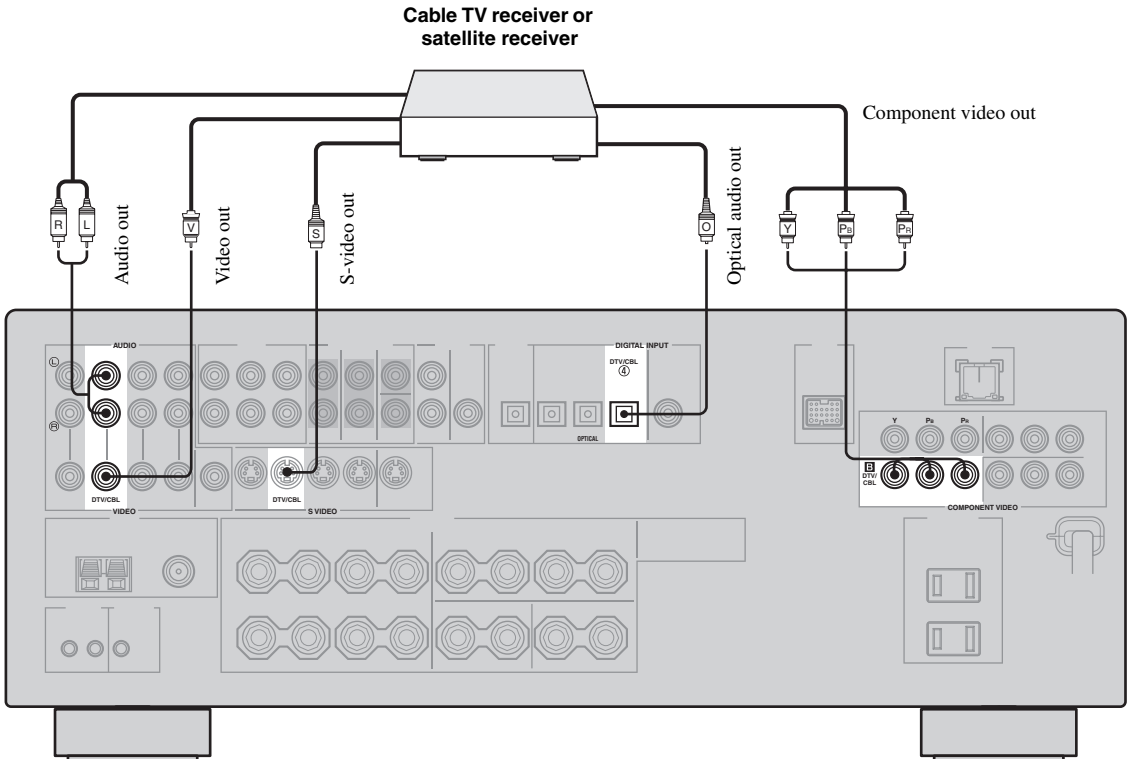 Cable TV receiver or
satellite receiver
Component video out
R
L
Audio out
V
Video out
S
S-video out
O
Optical audio out
Y
PB
PR
AUDIO
L
R
DTV/CBL
VIDEO
DTV/CBL
S VIDEO
DIGITAL INPUT
DTV/CBL
④
OPTICAL
Y
PB
PR
B
DTV/
CBL
COMPONENT VIDEO